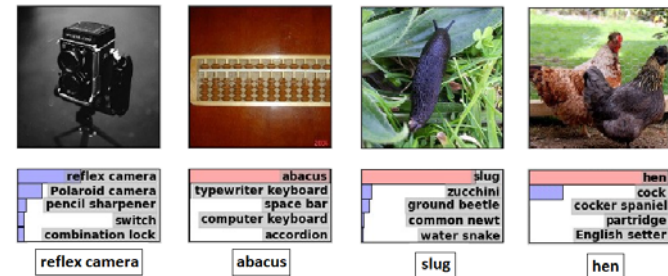 reflex camera
Polaroid camera
pencil sharpener
switch
combination lock
reflex camera
abacus
typewriter keyboard
space bar
computer keyboard
accordion
abacus
slug
zucchini
ground beetle
common newt
water snake
slug
hen
cock
cocker spaniel
partridge
English setter
hen